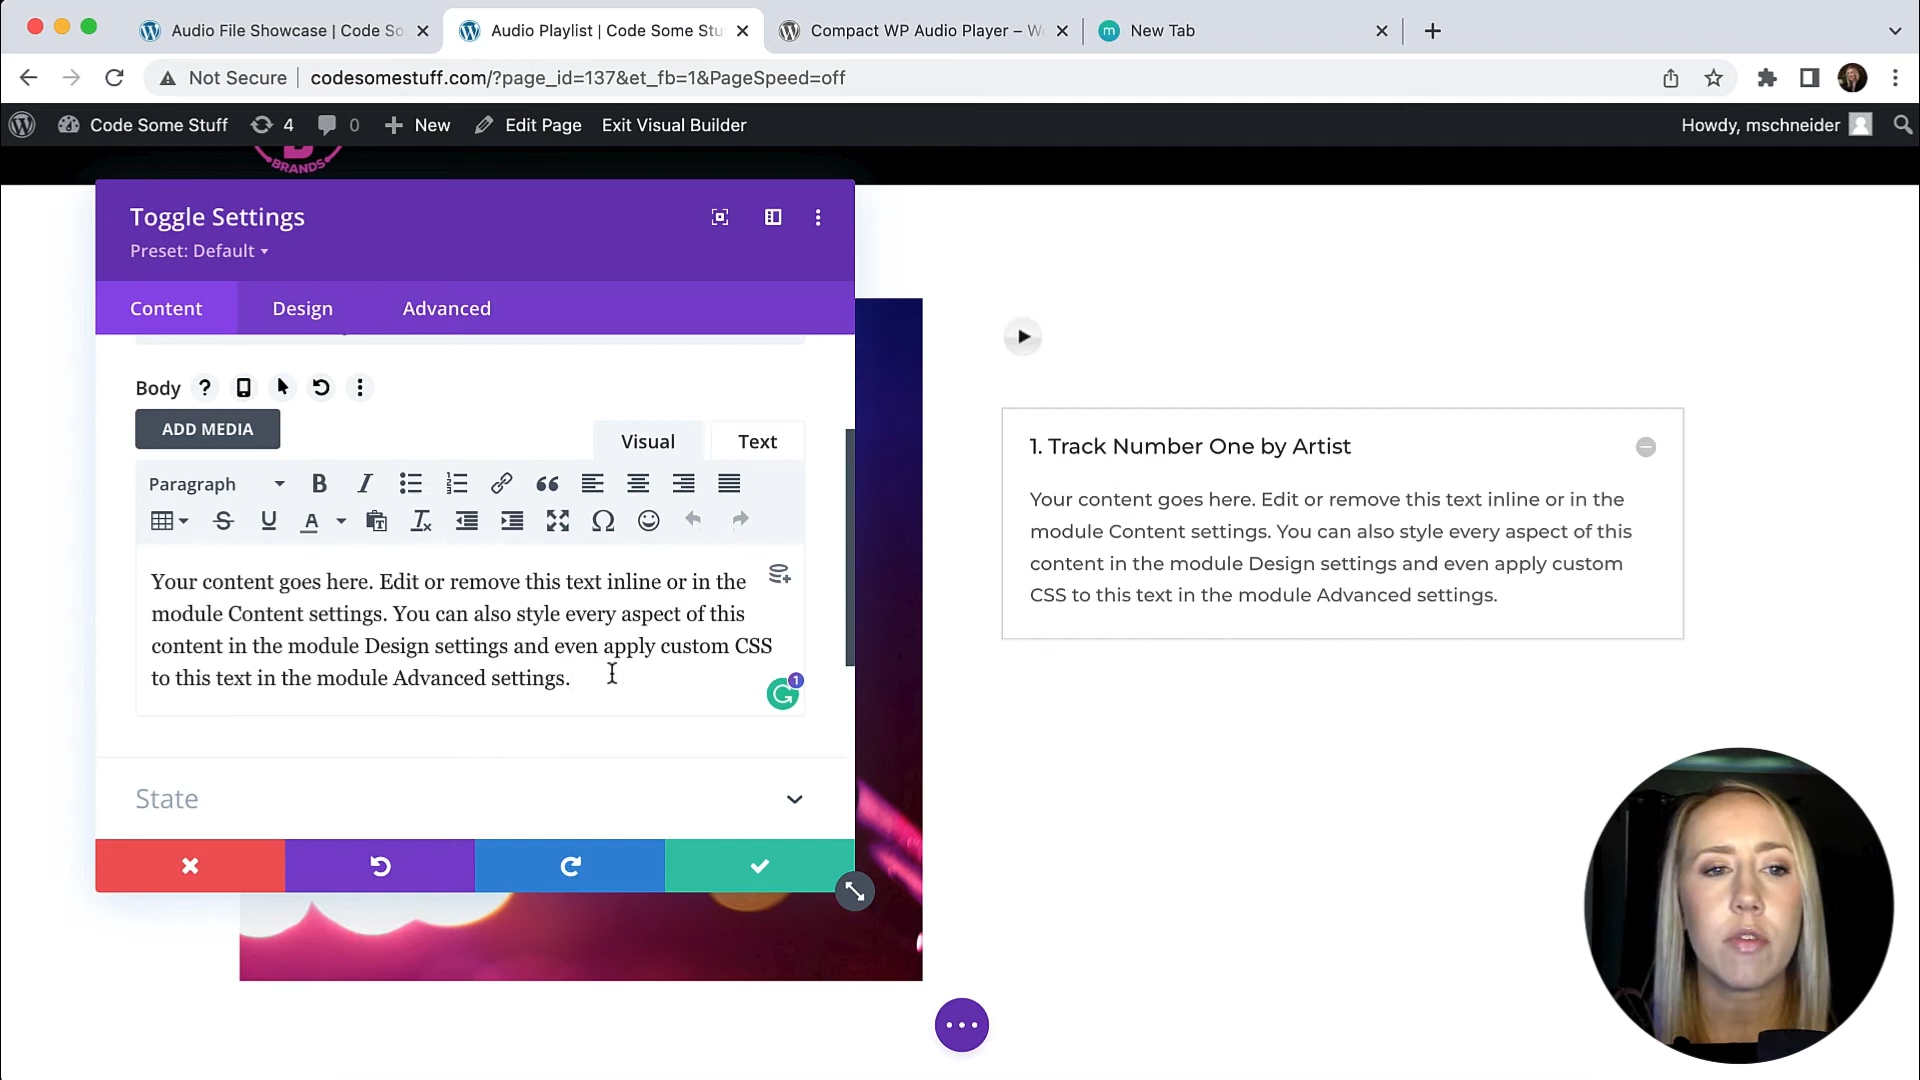 Audio File Showcase | Code So
Audio Playlist | Code Some Stu
Compact WP Audio Player – W
m
New Tab
Not Secure
codesomestuff.com/?page_id=137&et_fb=1&PageSpeed=off
Code Some Stuff
4
0
New
Edit Page
Exit Visual Builder
Howdy, mschneider
BRANDS
Toggle Settings
Preset: Default
Content
Design
Advanced
Body
?
ADD MEDIA
Visual
Text
Paragraph
B
I
U
A
Your content goes here. Edit or remove this text inline or in the
module Content settings. You can also style every aspect of this
content in the module Design settings and even apply custom CSS
to this text in the module Advanced settings.
1
State
1. Track Number One by Artist
Your content goes here. Edit or remove this text inline or in the
module Content settings. You can also style every aspect of this
content in the module Design settings and even apply custom
CSS to this text in the module Advanced settings.